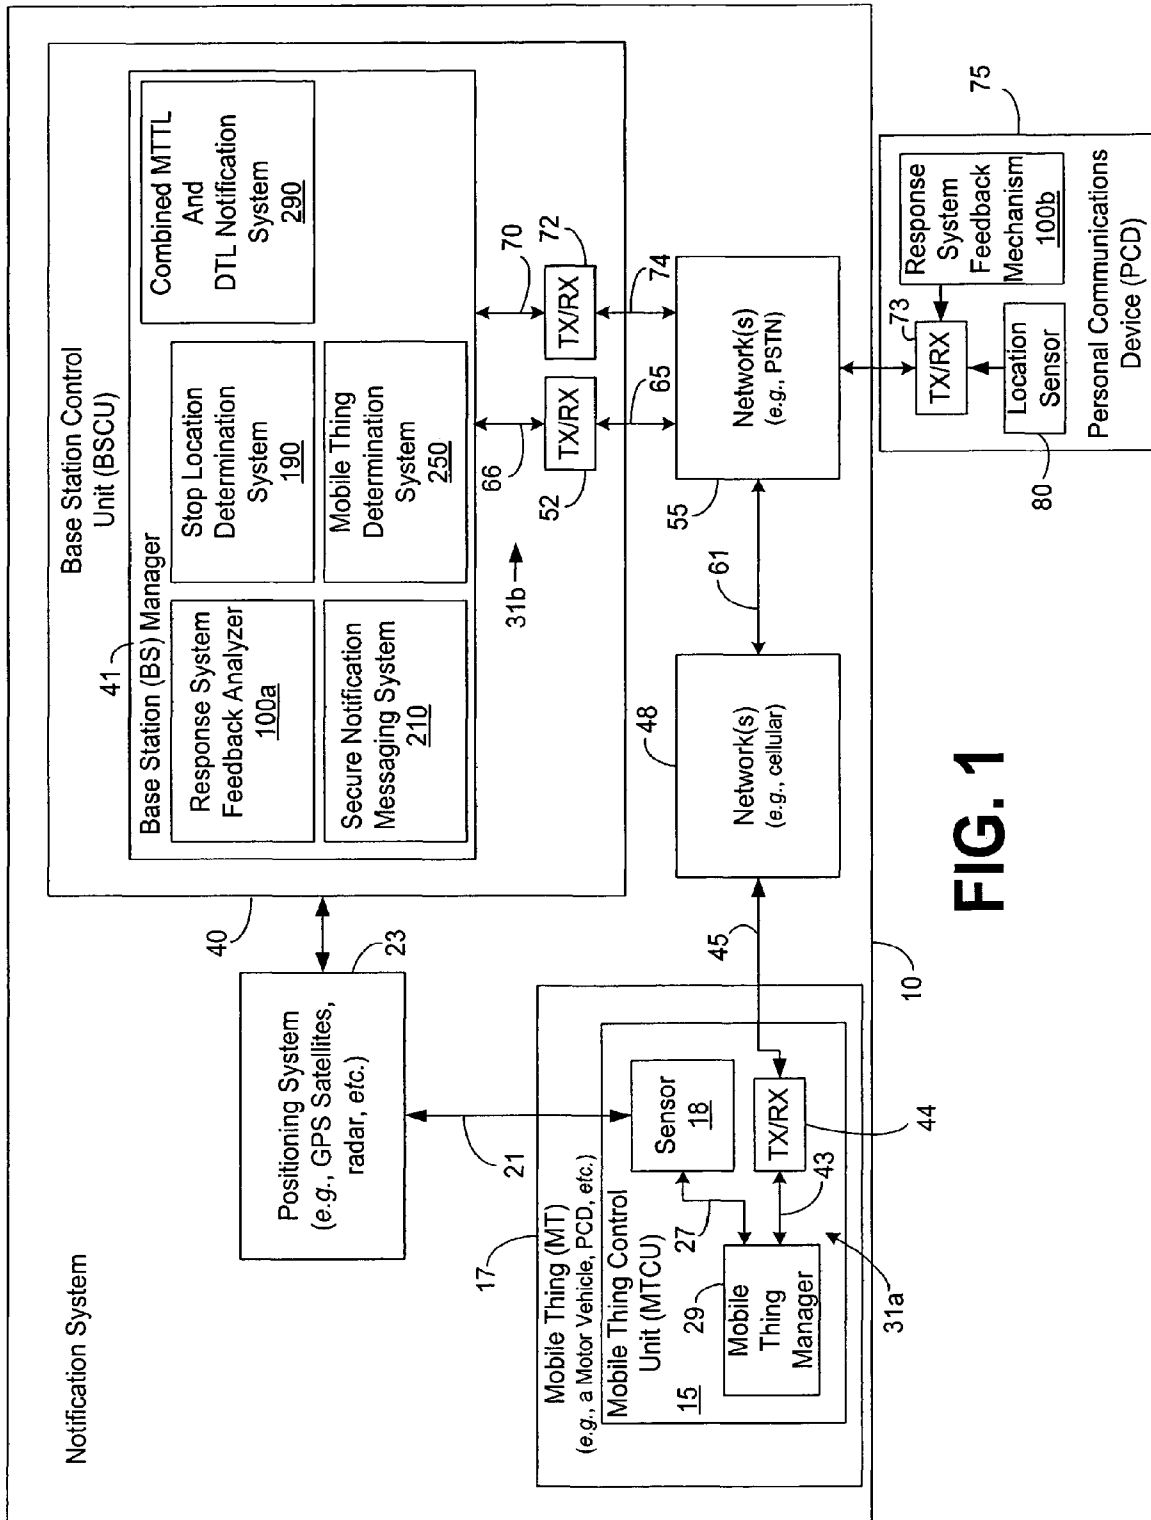 Notification System
Positioning System
(e.g., GPS Satellites,
radar, etc.)
23
21
Base Station Control
Unit (BSCU)
40
41
Base Station (BS) Manager
Response System
Feedback Analyzer
100a
Stop Location
Determination
System
190
Combined MTTL
And
DTL Notification
System
290
Secure Notification
Messaging System
210
Mobile Thing
Determination
System
250
31b
66
70
TX/RX
52
TX/RX
72
65
74
17
Mobile Thing (MT)
(e.g., a Motor Vehicle, PCD, etc.)
Mobile Thing Control
Unit (MTCU)
15
Sensor
18
27
29
Mobile
Thing
Manager
43
TX/RX
44
31a
45
Network(s)
(e.g., cellular)
48
61
Network(s)
(e.g., PSTN)
55
10
75
73
TX/RX
Response
System
Feedback
Mechanism
100b
Location
Sensor
80
Personal Communications
Device (PCD)
FIG. 1